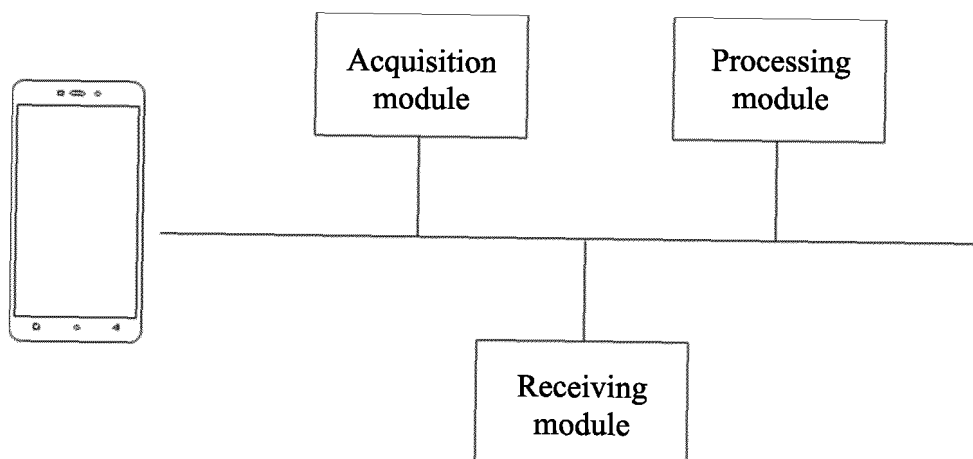 Acquisition
module
Processing
module
Receiving
module